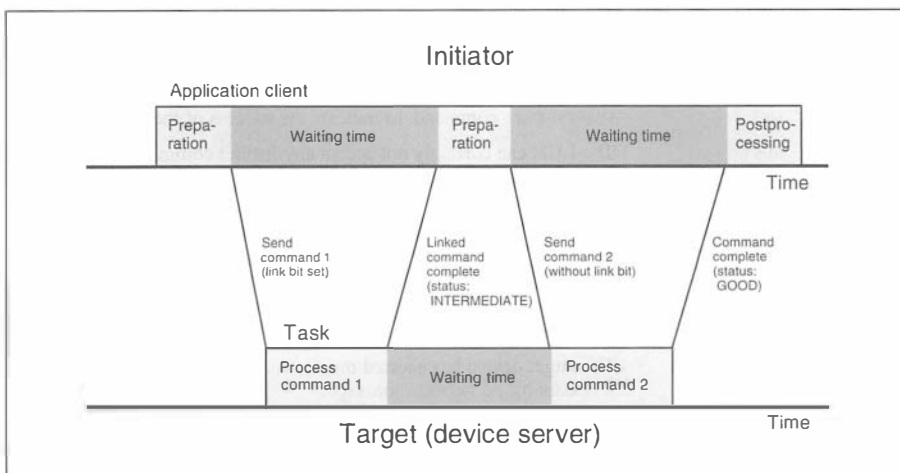 Initiator
Application client
Prepa-
ration
Waiting time
Prepa-
ration
Waiting time
Postpro-
cessing
Time
Send
command 1
(link bit set)
Linked
command
complete
(status:
INTERMEDIATE)
Send
command 2
(without link bit)
Command
complete
(status:
GOOD)
Task
Process
command 1
Waiting time
Process
command 2
Time
Target (device server)